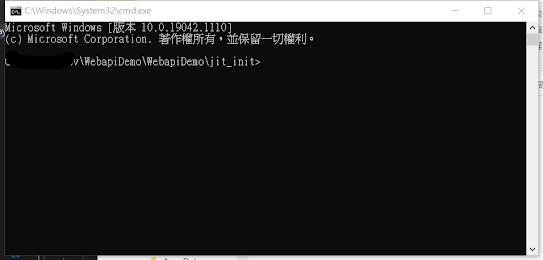 C:\Windows\System32\cmd.exe
Microsoft Windows [版本 10.0.19042.1110]
(c) Microsoft Corporation. 著作權所有，並保留一切權利。
v\WebapiDemo\WebapiDemo\jit_init>